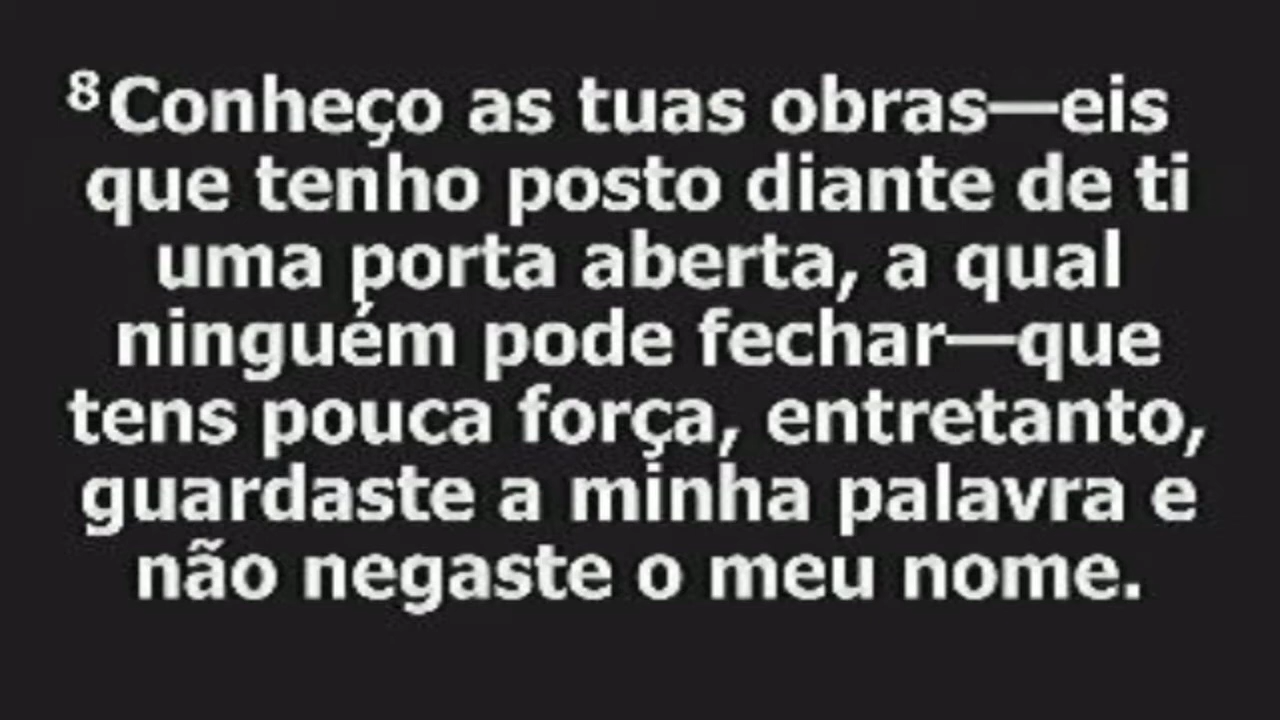 ⁸Conheço as tuas obras—eis
que tenho posto diante de ti
uma porta aberta, a qual
ninguém pode fechar—que
tens pouca força, entretanto,
guardaste a minha palavra e
não negaste o meu nome.